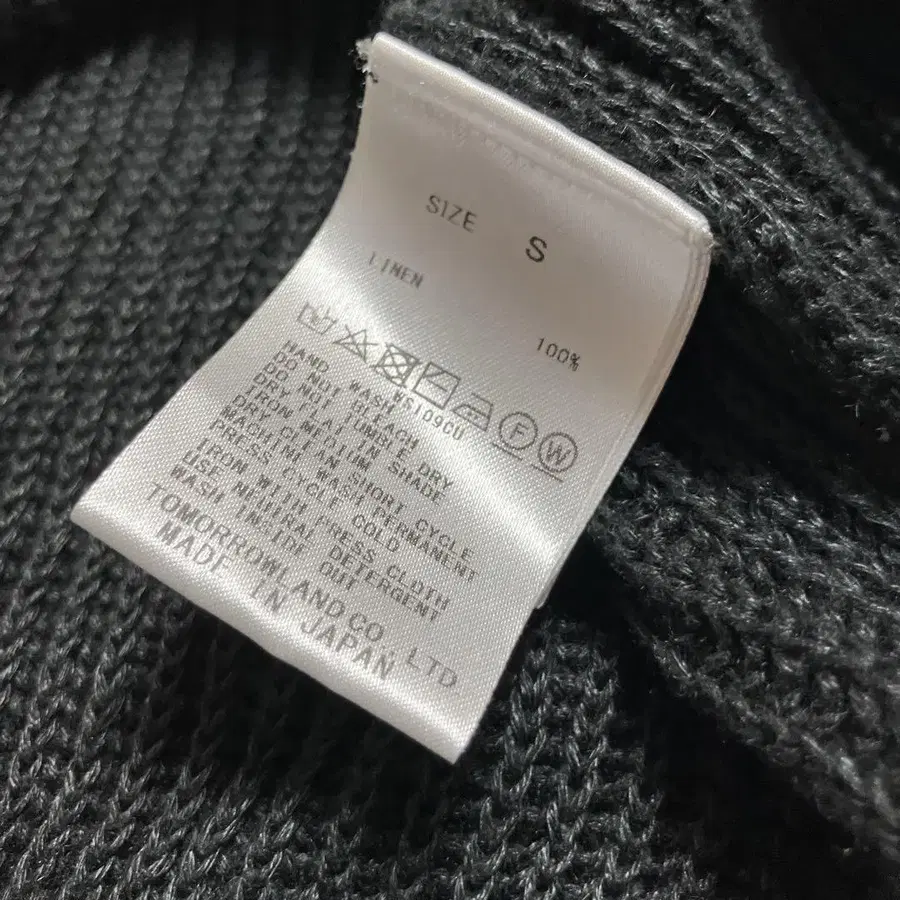 SIZE S
LINEN 100%
F W
WS109CU
HAND WASH
DO NOT BLEACH
DO NOT TUMBLE DRY
DRY FLAT IN SHADE
IRON MEDIUM
DRY CLEAN SHORT CYCLE
MACHINE WASH PERMANENT
PRESS CYCLE COLD
IRON WITH PRESS CLOTH
USE NEUTRAL DETERGENT
WASH INSIDE OUT
TOMORROWLAND CO LTD
MADE IN JAPAN